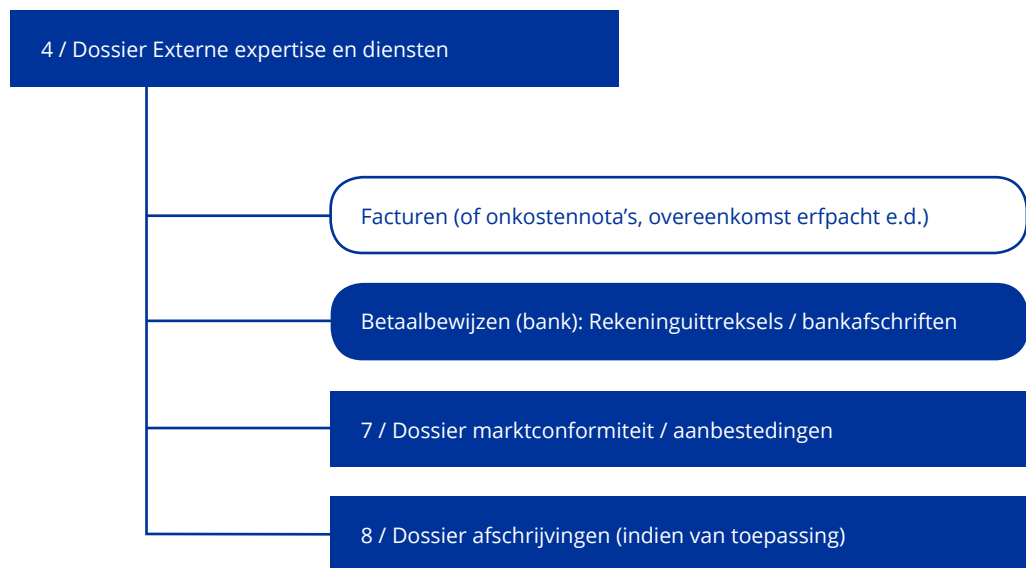 4 / Dossier Externe expertise en diensten
Facturen (of onkostennota’s, overeenkomst erfpacht e.d.)
Betaalbewijzen (bank): Rekeninguittreksels / bankafschriften
7 / Dossier marktconformiteit / aanbestedingen
8 / Dossier afschrijvingen (indien van toepassing)